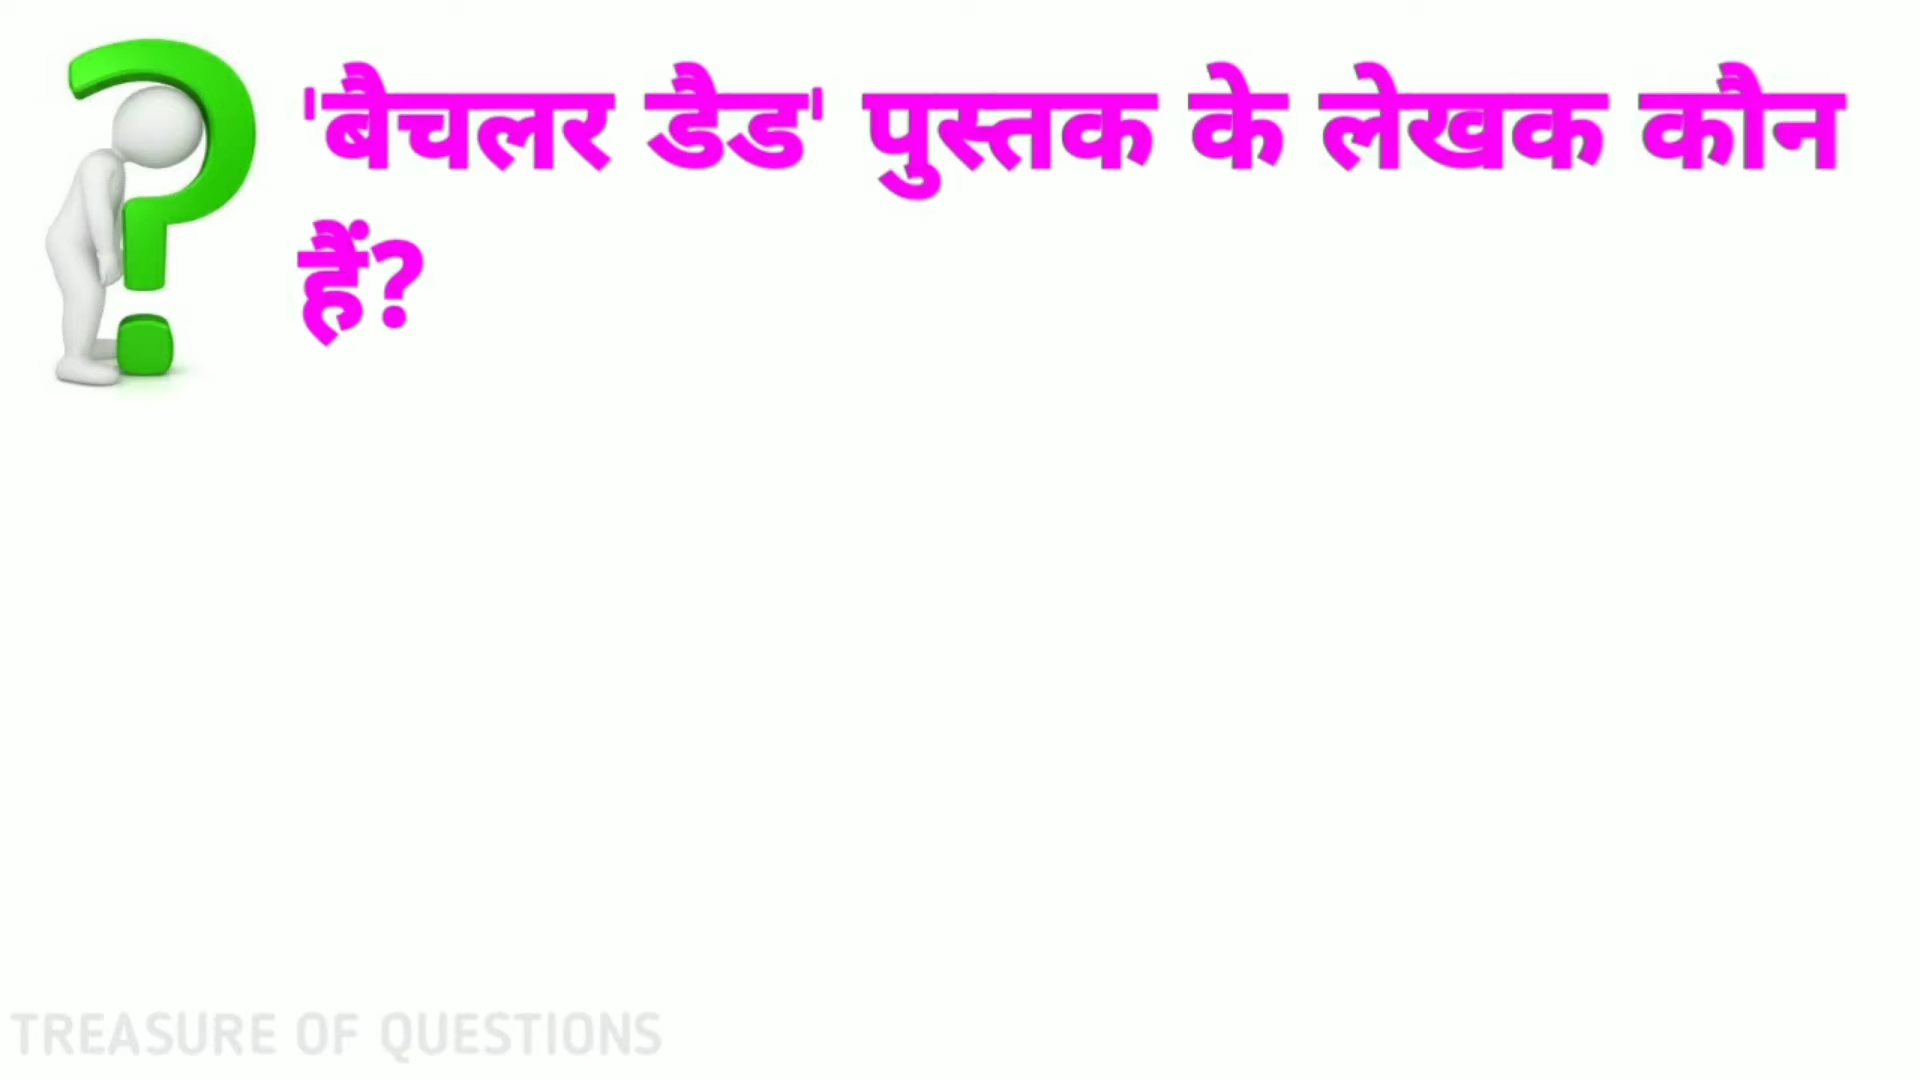 'बैचलर डैड' पुस्तक के लेखक कौन
हैं?
TREASURE OF QUESTIONS